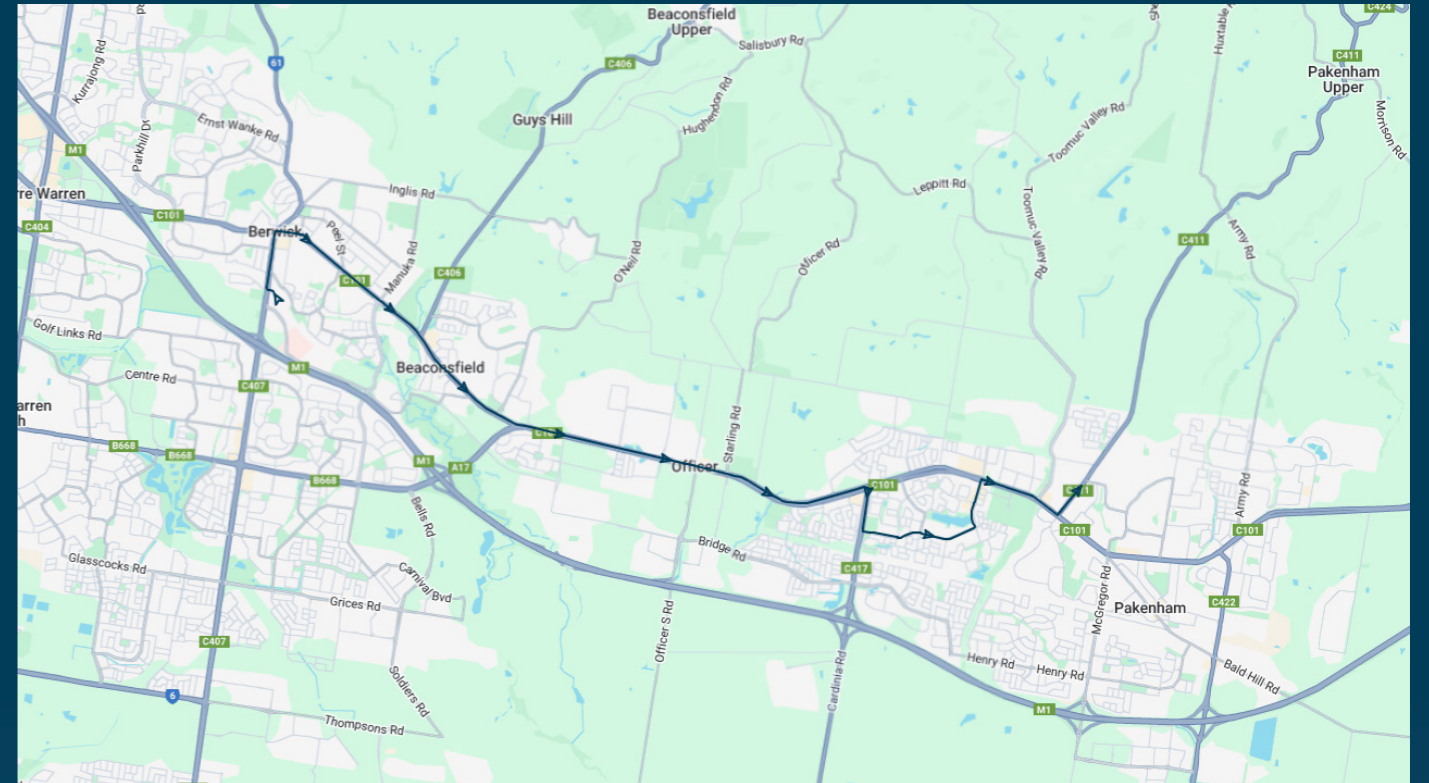 Beaconsfield
Upper
C424
Salisbury Rd
Huxtable
C411
Kurrajong Rd
61
C406
Pakenham
Upper
Hughendon Rd
Guys Hill
Ernst Wanke Rd
Parkhill Dr
Toomuc Valley Rd
Morrison Rd
M1
Inglis Rd
Leppitt Rd
rre Warren
C101
C404
Berwick
Peel St
Toomuc Valley Rd
Army Rd
C411
Manuka Rd
O'Neil Rd
Officer Rd
C406
Golf Links Rd
M1
Beaconsfield
Centre Rd
C407
arren
h
Starling Rd
B668
B668
M1
A17
Officer
B668
C101
Army Rd
Bells Rd
C101
C101
Bridge Rd
C417
Glasscocks Rd
Carnival Bvd
McGregor Rd
Grices Rd
Pakenham
C422
C407
Officer S Rd
Soldiers Rd
Cardinia Rd
Henry Rd
Henry Rd
Bald Hill Rd
6
Thompsons Rd
M1